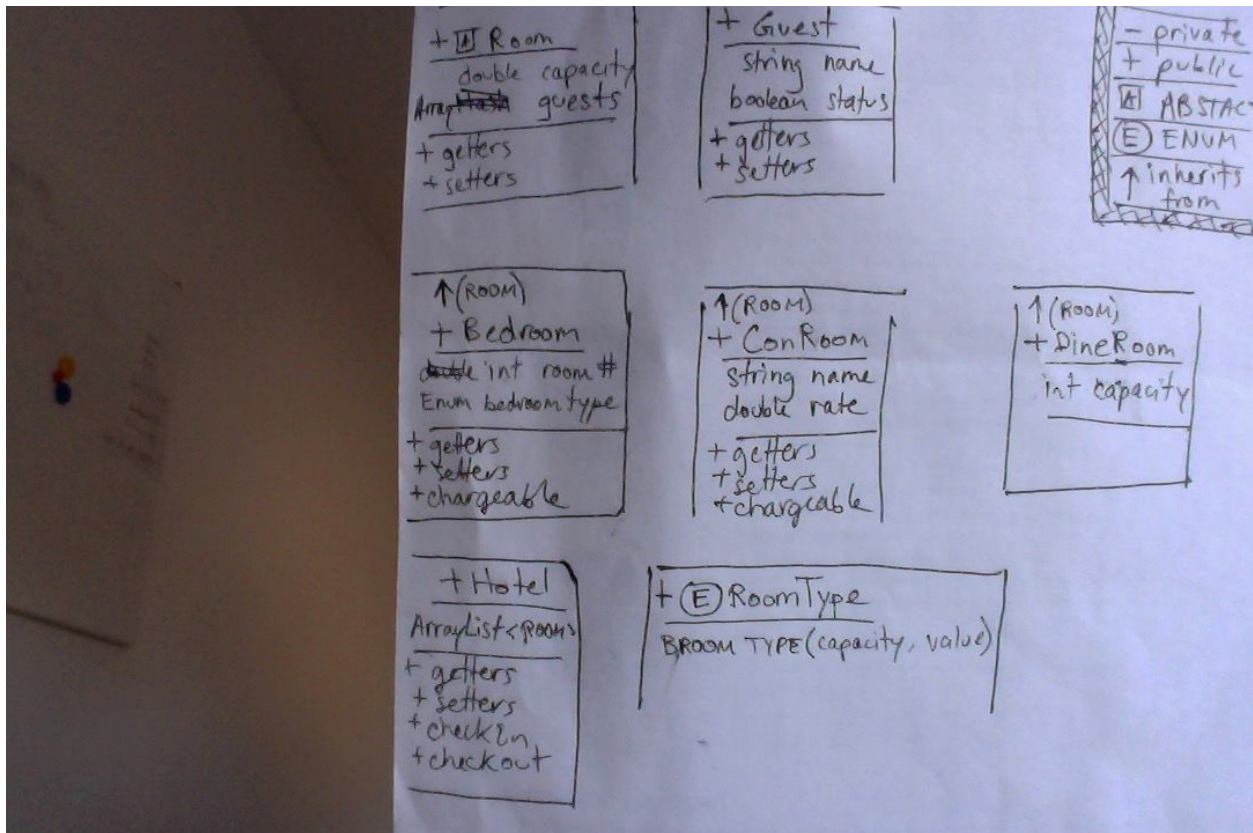 + A Room
double capacity
Array guests
+ getters
+ setters
+ Guest
string name
boolean status
+ getters
+ setters
- private
+ public
A ABSTAC
E ENUM
↑ inherits
from
↑ (ROOM)
+ Bedroom
int room #
Enum bedroom type
+ getters
+ setters
+ chargeable
↑ (ROOM)
+ ConRoom
string name
double rate
+ getters
+ setters
+ chargeable
↑ (ROOM)
+ DineRoom
int capacity
+ Hotel
ArrayList <ROOM>
+ getters
+ setters
+ checkIn
+ checkout
+ E RoomType
BROOM TYPE (capacity, value)